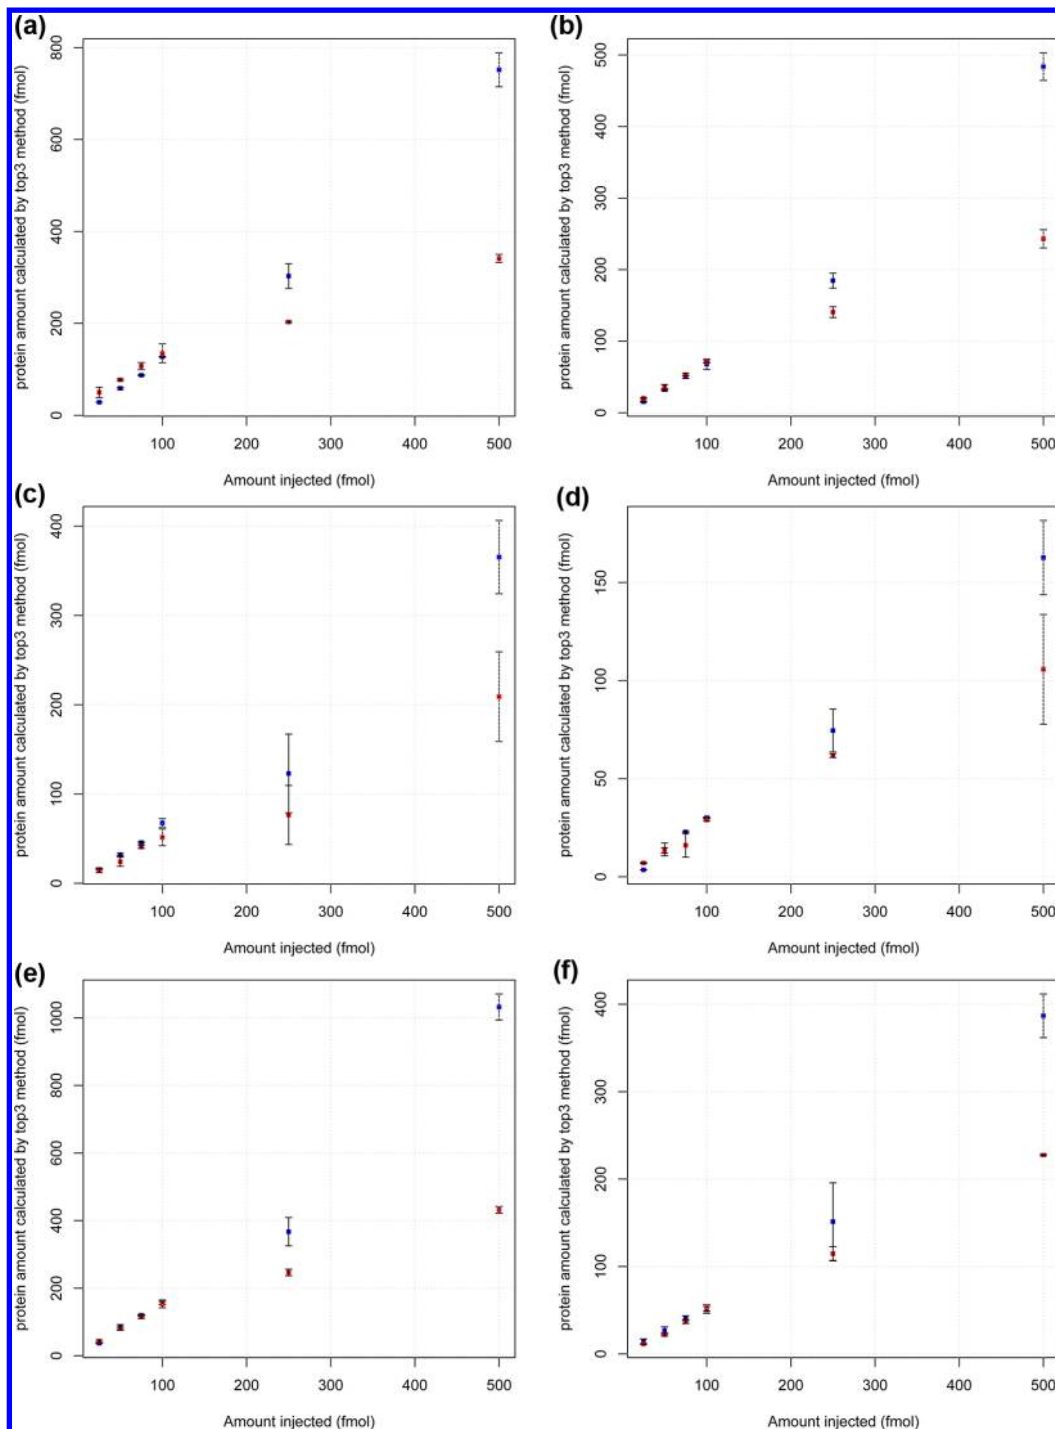 (a)
protein amount calculated by top3 method (fmol)
0 200 400 600 800
100 200 300 400 500
Amount injected (fmol)
(b)
protein amount calculated by top3 method (fmol)
0 100 200 300 400 500
100 200 300 400 500
Amount injected (fmol)
(c)
protein amount calculated by top3 method (fmol)
0 100 200 300 400
100 200 300 400 500
Amount injected (fmol)
(d)
protein amount calculated by top3 method (fmol)
0 50 100 150
100 200 300 400 500
Amount injected (fmol)
(e)
protein amount calculated by top3 method (fmol)
0 200 400 600 800 1000
100 200 300 400 500
Amount injected (fmol)
(f)
protein amount calculated by top3 method (fmol)
0 100 200 300 400
100 200 300 400 500
Amount injected (fmol)